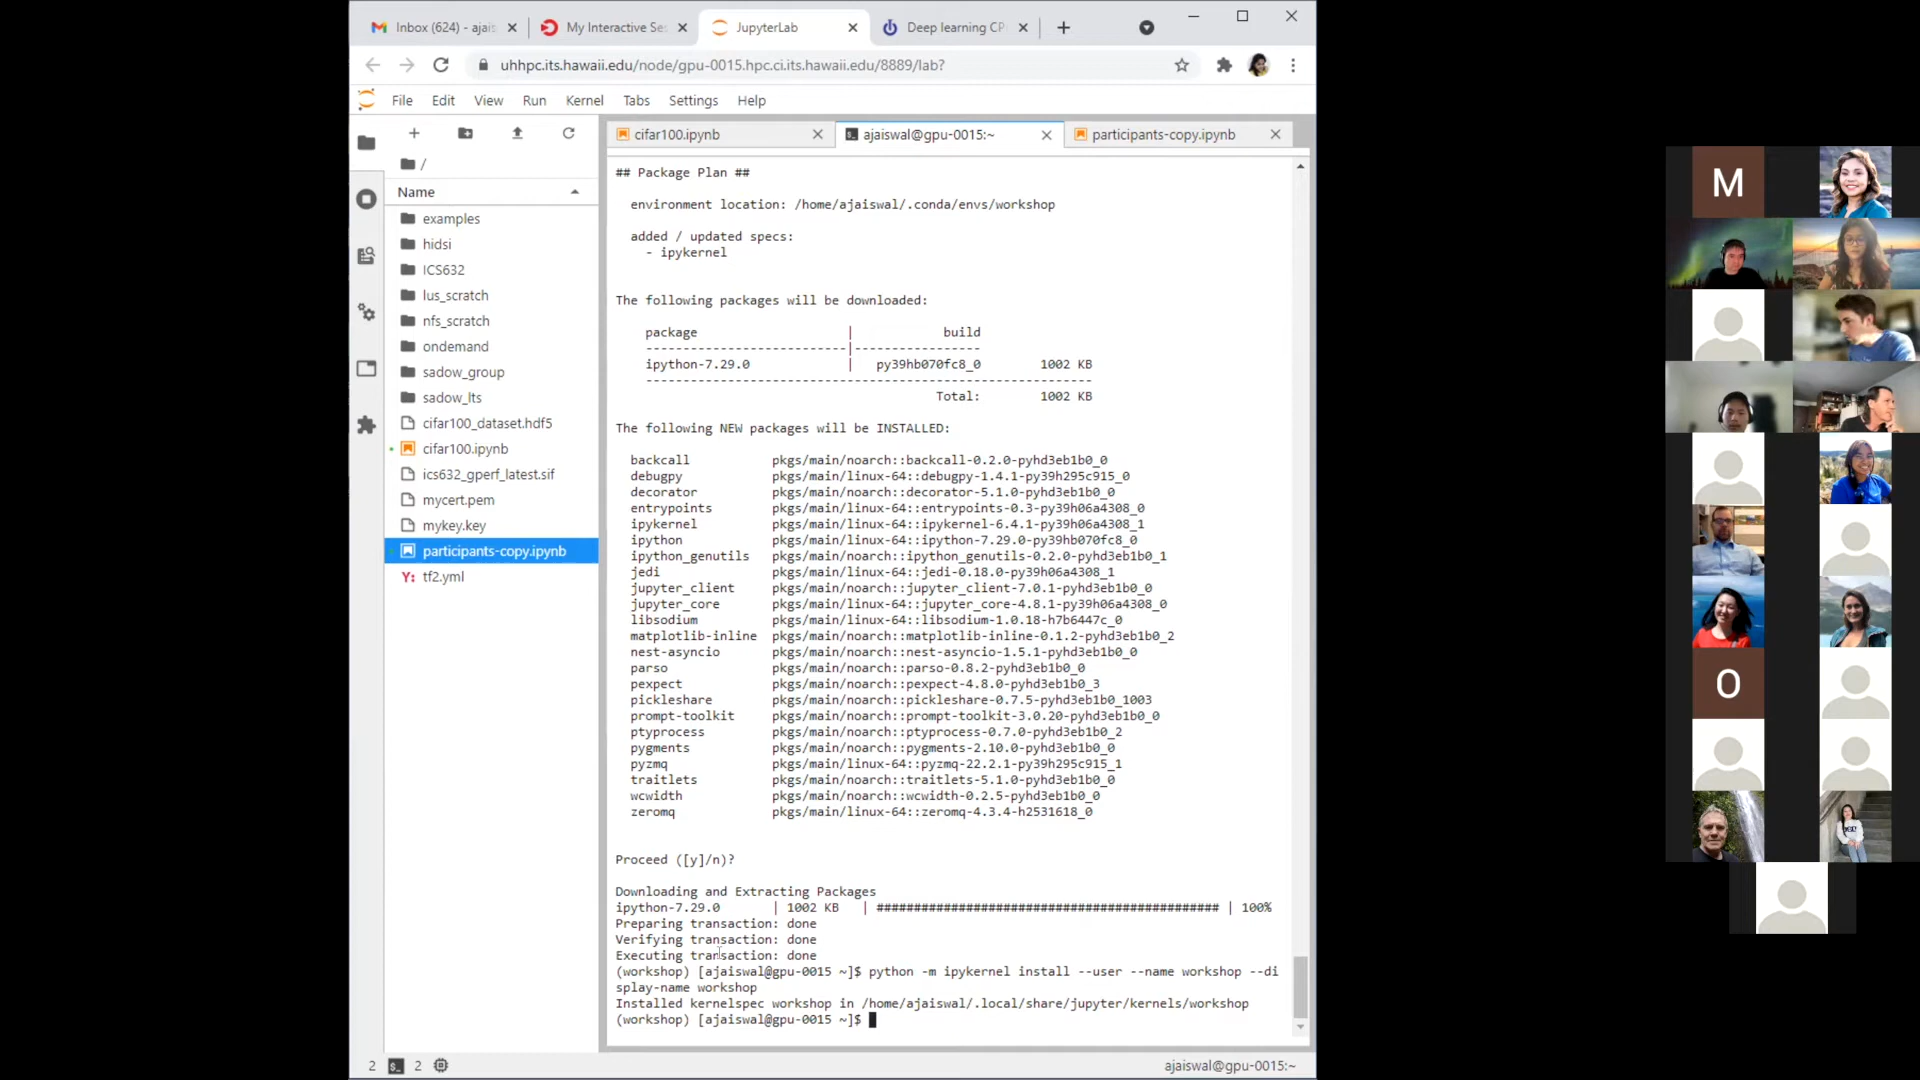 Inbox (624) - ajais
My Interactive Ses
JupyterLab
Deep learning CP
uhhpc.its.hawaii.edu/node/gpu-0015.hpc.ci.its.hawaii.edu/8889/lab?
File Edit View Run Kernel Tabs Settings Help
cifar100.ipynb
ajaiswal@gpu-0015:~
participants-copy.ipynb
/
Name
examples
hidsi
ICS632
lus_scratch
nfs_scratch
ondemand
sadow_group
sadow_lts
cifar100_dataset.hdf5
cifar100.ipynb
ics632_gperf_latest.sif
mycert.pem
mykey.key
participants-copy.ipynb
Y: tf2.yml
## Package Plan ##
environment location: /home/ajaiswal/.conda/envs/workshop
added / updated specs:
- ipykernel
The following packages will be downloaded:
package | build
---------------------------|-----------------
ipython-7.29.0 | py39hb070fc8_0 1002 KB
------------------------------------------------------------
Total: 1002 KB
The following NEW packages will be INSTALLED:
backcall pkgs/main/noarch::backcall-0.2.0-pyhd3eb1b0_0
debugpy pkgs/main/linux-64::debugpy-1.4.1-py39h295c915_0
decorator pkgs/main/noarch::decorator-5.1.0-pyhd3eb1b0_0
entrypoints pkgs/main/linux-64::entrypoints-0.3-py39h06a4308_0
ipykernel pkgs/main/linux-64::ipykernel-6.4.1-py39h06a4308_1
ipython pkgs/main/linux-64::ipython-7.29.0-py39hb070fc8_0
ipython_genutils pkgs/main/noarch::ipython_genutils-0.2.0-pyhd3eb1b0_1
jedi pkgs/main/linux-64::jedi-0.18.0-py39h06a4308_1
jupyter_client pkgs/main/noarch::jupyter_client-7.0.1-pyhd3eb1b0_0
jupyter_core pkgs/main/linux-64::jupyter_core-4.8.1-py39h06a4308_0
libsodium pkgs/main/linux-64::libsodium-1.0.18-h7b6447c_0
matplotlib-inline pkgs/main/noarch::matplotlib-inline-0.1.2-pyhd3eb1b0_2
nest-asyncio pkgs/main/noarch::nest-asyncio-1.5.1-pyhd3eb1b0_0
parso pkgs/main/noarch::parso-0.8.2-pyhd3eb1b0_0
pexpect pkgs/main/noarch::pexpect-4.8.0-pyhd3eb1b0_3
pickleshare pkgs/main/noarch::pickleshare-0.7.5-pyhd3eb1b0_1003
prompt-toolkit pkgs/main/noarch::prompt-toolkit-3.0.20-pyhd3eb1b0_0
ptyprocess pkgs/main/noarch::ptyprocess-0.7.0-pyhd3eb1b0_2
pygments pkgs/main/noarch::pygments-2.10.0-pyhd3eb1b0_0
pyzmq pkgs/main/linux-64::pyzmq-22.2.1-py39h295c915_1
traitlets pkgs/main/noarch::traitlets-5.1.0-pyhd3eb1b0_0
wcwidth pkgs/main/noarch::wcwidth-0.2.5-pyhd3eb1b0_0
zeromq pkgs/main/linux-64::zeromq-4.3.4-h2531618_0
Proceed ([y]/n)?
Downloading and Extracting Packages
ipython-7.29.0 | 1002 KB | ############################################## | 100%
Preparing transaction: done
Verifying transaction: done
Executing transaction: done
(workshop) [ajaiswal@gpu-0015 ~]$ python -m ipykernel install --user --name workshop --di
splay-name workshop
Installed kernelspec workshop in /home/ajaiswal/.local/share/jupyter/kernels/workshop
(workshop) [ajaiswal@gpu-0015 ~]$
2 2
ajaiswal@gpu-0015:~
M
O